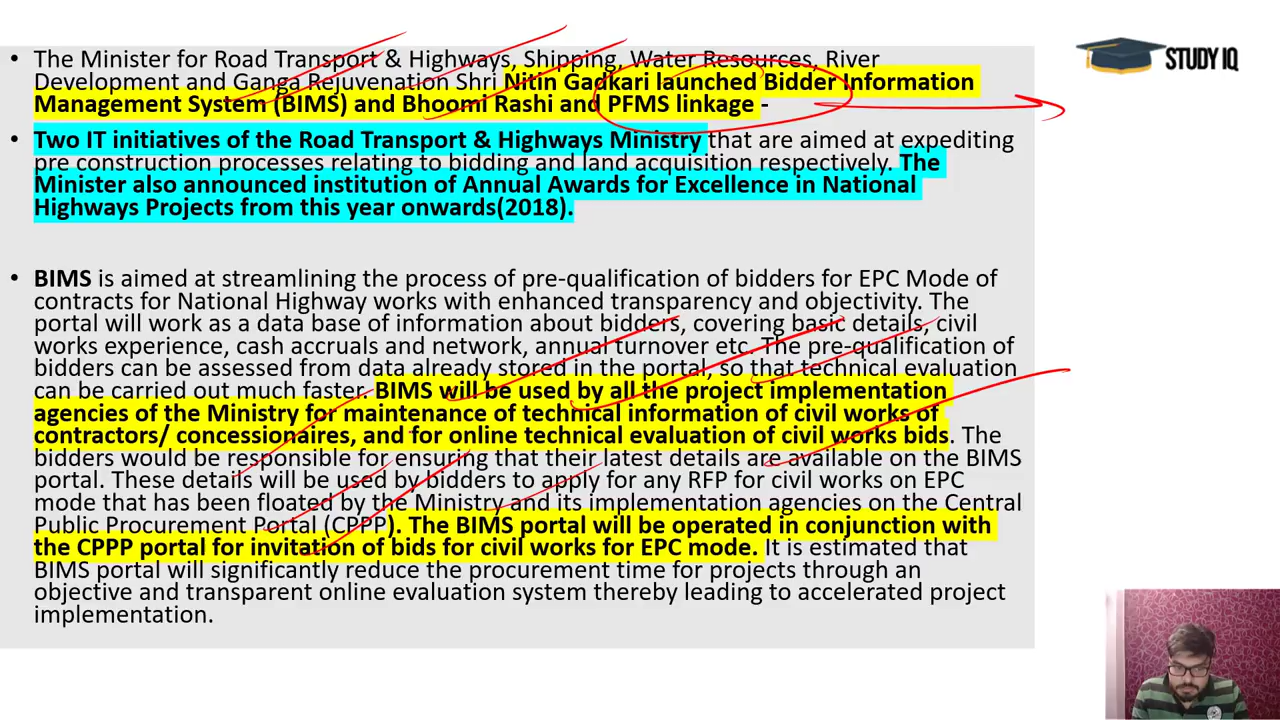 • The Minister for Road Transport & Highways, Shipping, Water Resources, River
Development and Ganga Rejuvenation Shri Nitin Gadkari launched Bidder Information
Management System (BIMS) and Bhoomi Rashi and PFMS linkage -
• Two IT initiatives of the Road Transport & Highways Ministry that are aimed at expediting
pre construction processes relating to bidding and land acquisition respectively. The
Minister also announced institution of Annual Awards for Excellence in National
Highways Projects from this year onwards(2018).
• BIMS is aimed at streamlining the process of pre-qualification of bidders for EPC Mode of
contracts for National Highway works with enhanced transparency and objectivity. The
portal will work as a data base of information about bidders, covering basic details, civil
works experience, cash accruals and network, annual turnover etc. The pre-qualification of
bidders can be assessed from data already stored in the portal, so that technical evaluation
can be carried out much faster. BIMS will be used by all the project implementation
agencies of the Ministry for maintenance of technical information of civil works of
contractors/ concessionaires, and for online technical evaluation of civil works bids. The
bidders would be responsible for ensuring that their latest details are available on the BIMS
portal. These details will be used by bidders to apply for any RFP for civil works on EPC
mode that has been floated by the Ministry and its implementation agencies on the Central
Public Procurement Portal (CPPP). The BIMS portal will be operated in conjunction with
the CPPP portal for invitation of bids for civil works for EPC mode. It is estimated that
BIMS portal will significantly reduce the procurement time for projects through an
objective and transparent online evaluation system thereby leading to accelerated project
implementation.
STUDY IQ